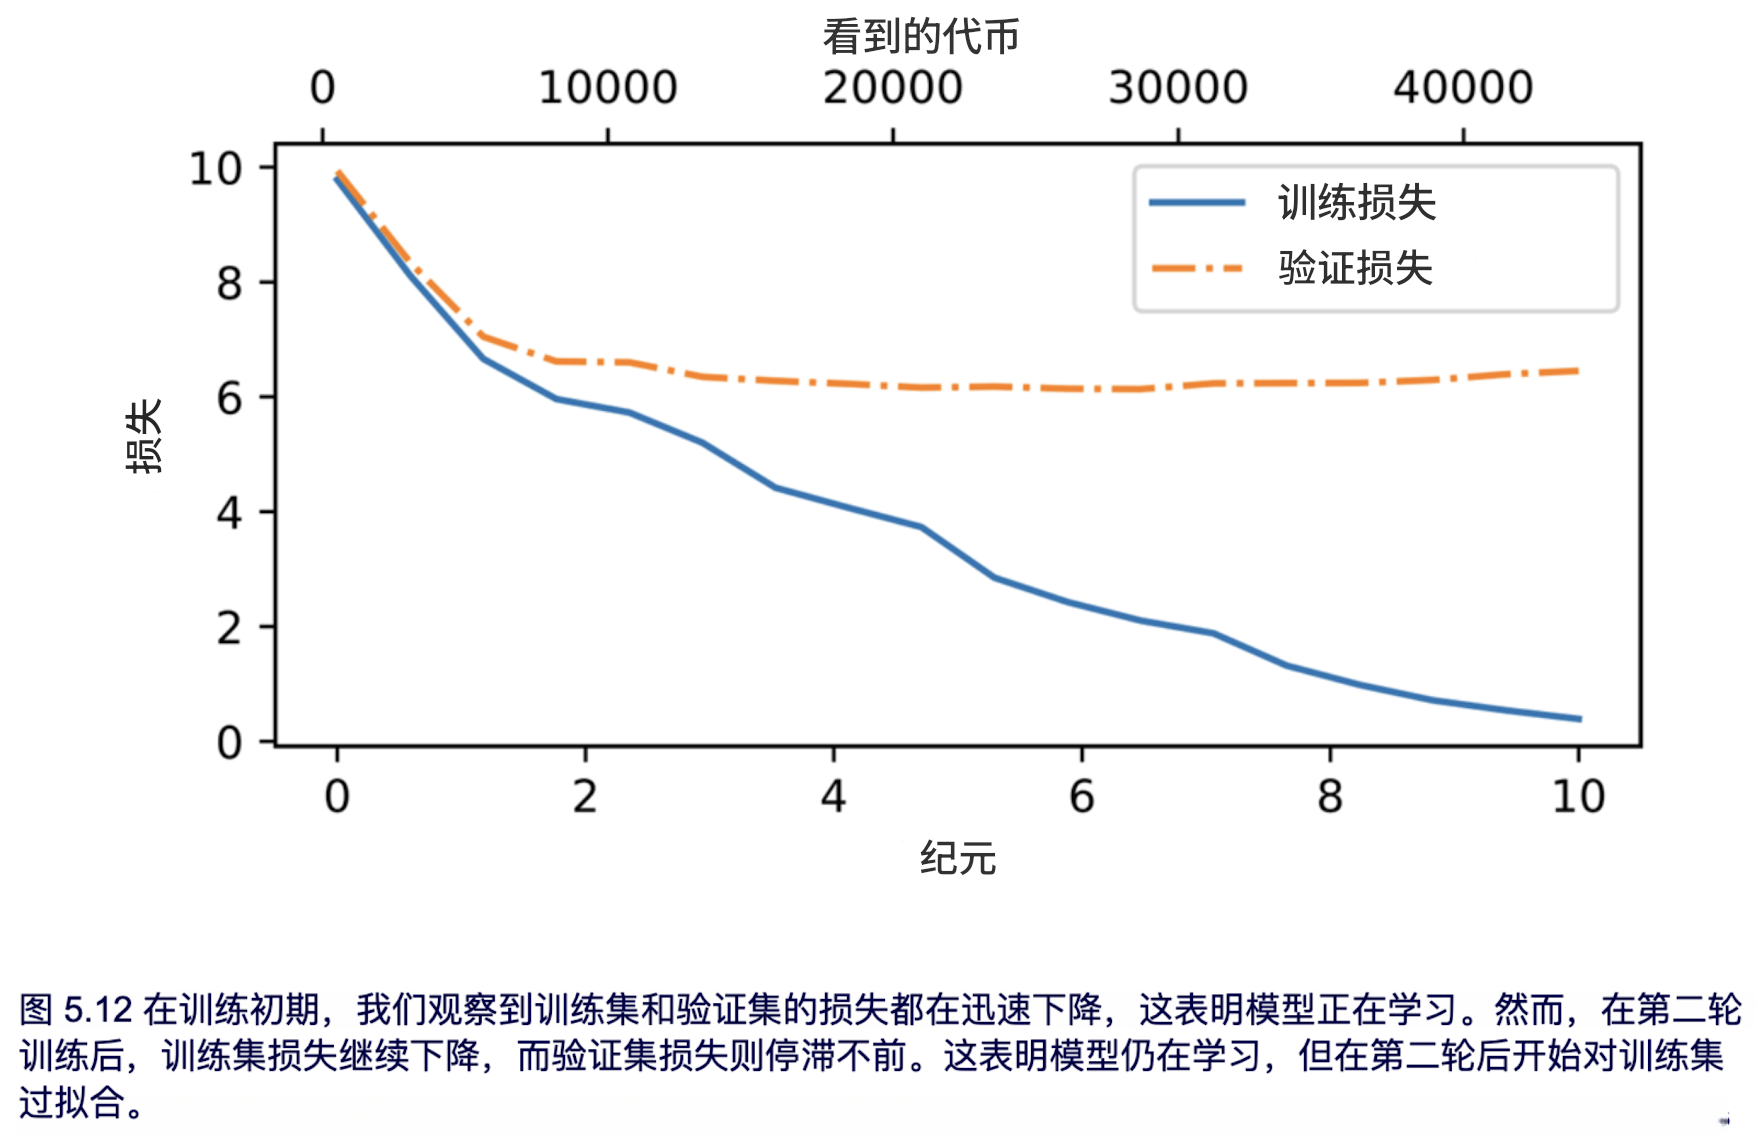 看到的代币
0 10000 20000 30000 40000
10
8
6
4
2
0
损失
训练损失
验证损失
0 2 4 6 8 10
纪元
图 5.12 在训练初期，我们观察到训练集和验证集的损失都在迅速下降，这表明模型正在学习。然而，在第二轮
训练后，训练集损失继续下降，而验证集损失则停滞不前。这表明模型仍在学习，但在第二轮后开始对训练集
过拟合。